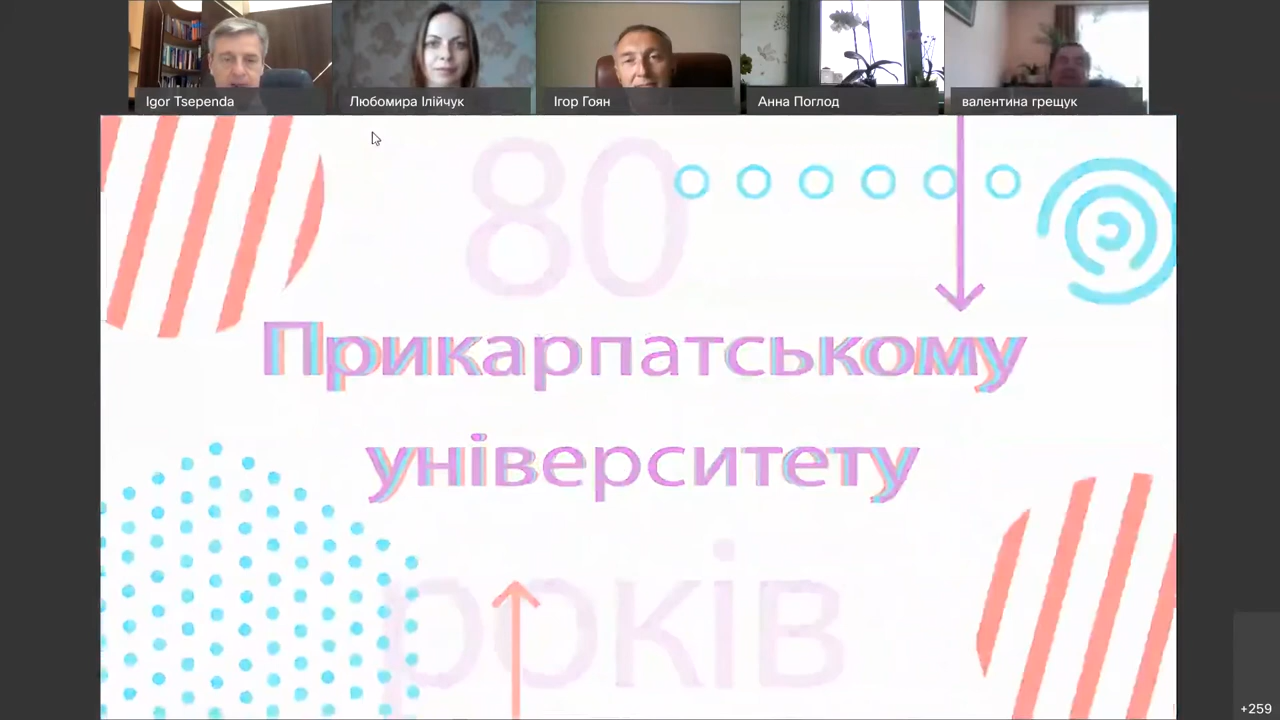 Igor Tsependa
Любомира Ілійчук
Ігор Гоян
Анна Поглод
валентина грещук
80
Прикарпатському
університету
років
+259